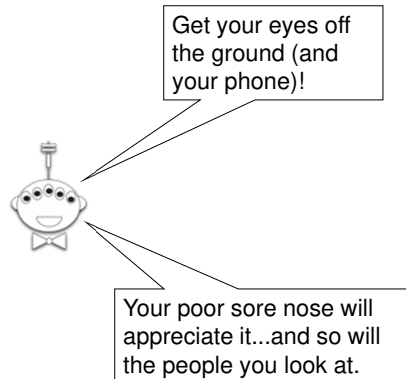 Get your eyes off
the ground (and
your phone)!
Your poor sore nose will
appreciate it...and so will
the people you look at.